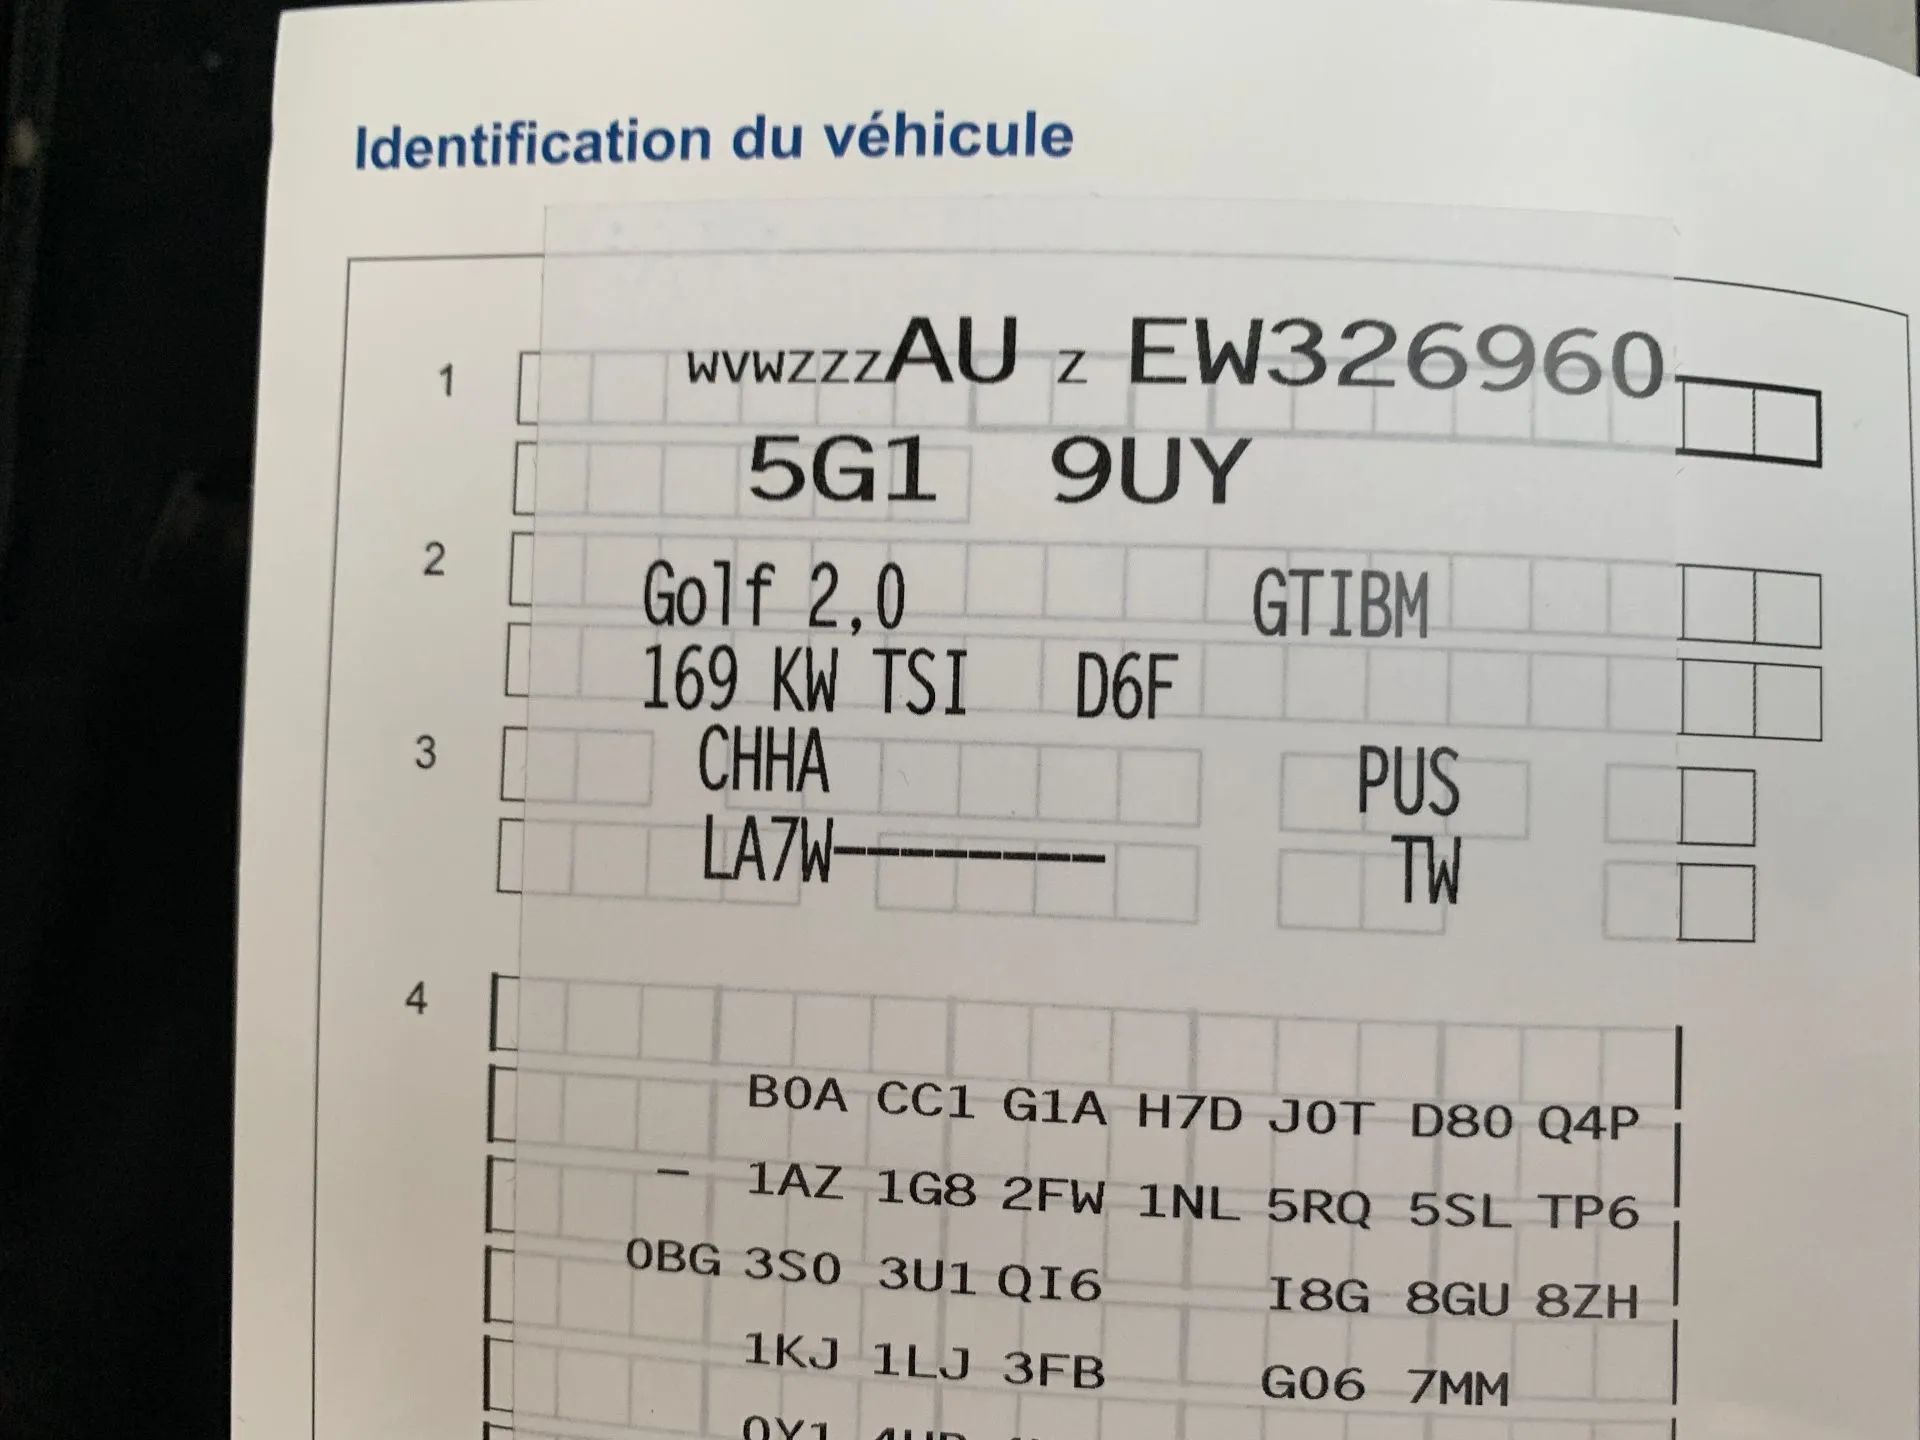 Identification du véhicule
1 WVWZZZAU Z EW326960
5G1 9UY
2 Golf 2,0 GTIBM
169 KW TSI D6F
3 CHHA PUS
LA7W--------- TW
4
B0A CC1 G1A H7D J0T D80 Q4P
– 1AZ 1G8 2FW 1NL 5RQ 5SL TP6
0BG 3S0 3U1 QI6 I8G 8GU 8ZH
1KJ 1LJ 3FB G06 7MM
0Y1